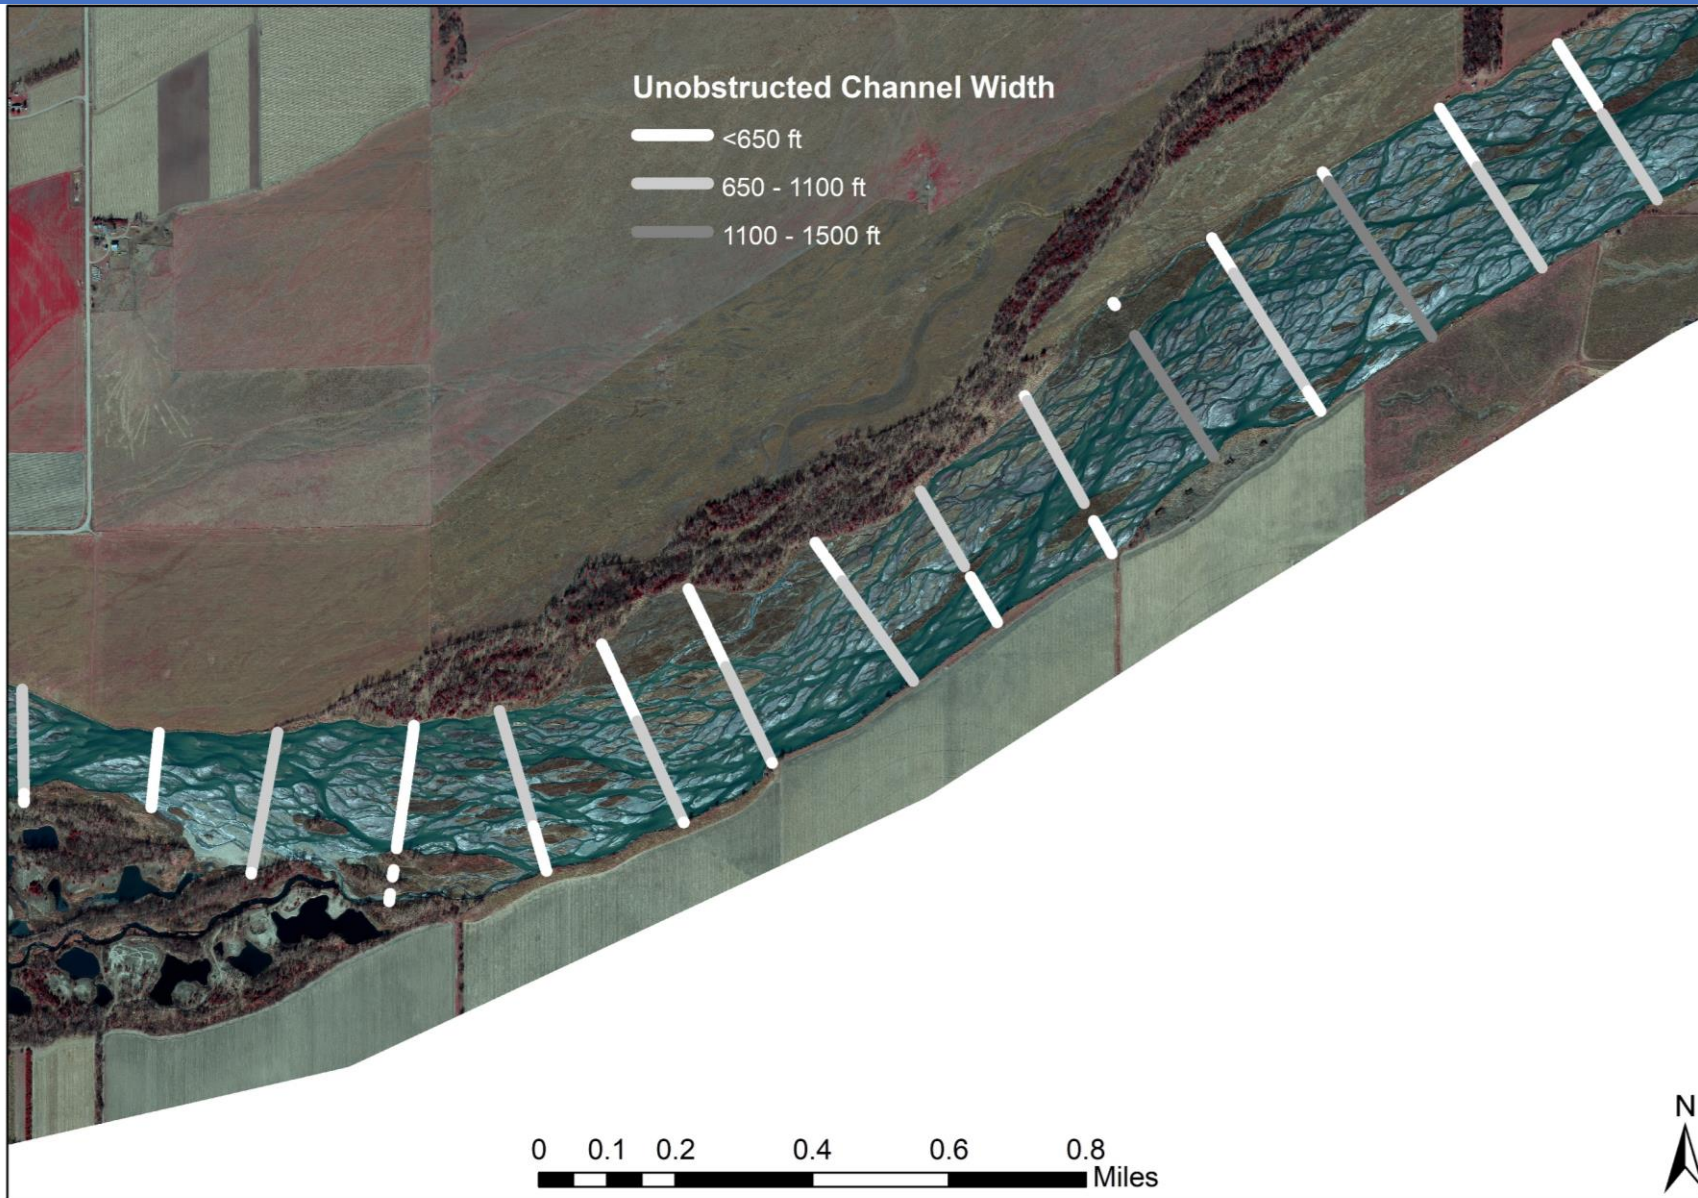 Unobstructed Channel Width
<650 ft
650 - 1100 ft
1100 - 1500 ft
N
0 0.1 0.2 0.4 0.6 0.8
Miles